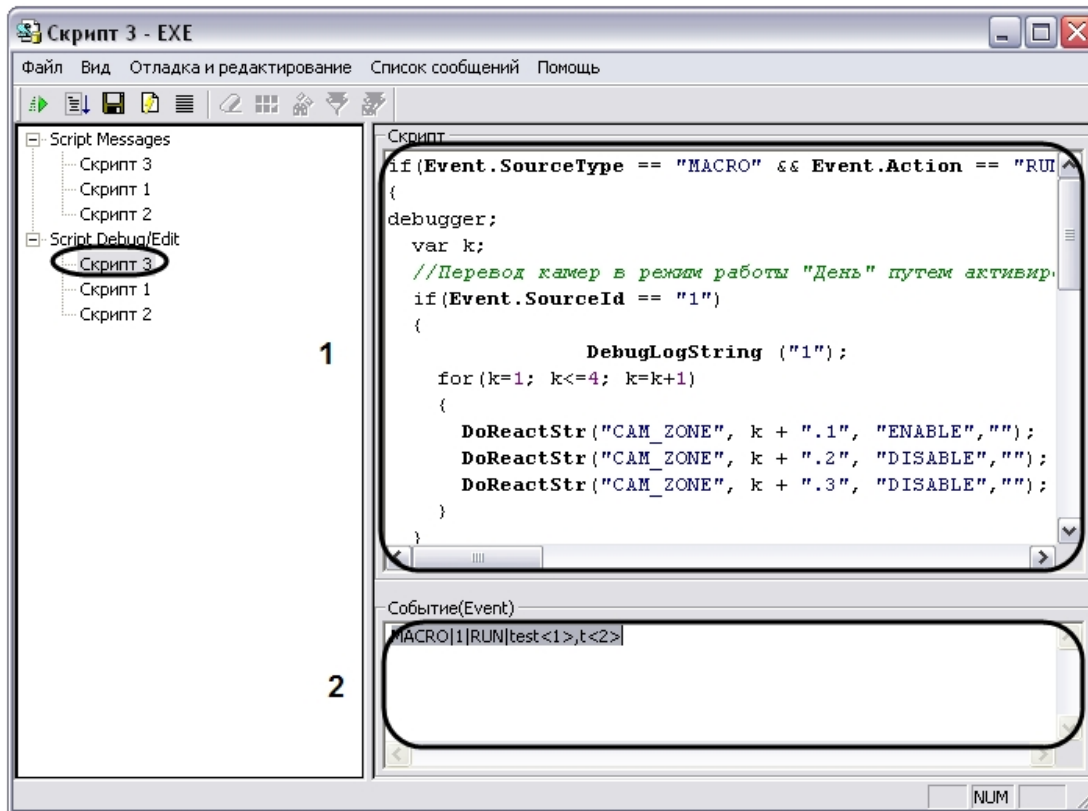 Скрипт 3 - EXE
Файл Вид Отладка и редактирование Список сообщений Помощь
Script Messages
Скрипт 3
Скрипт 1
Скрипт 2
Script Debug/Edit
Скрипт 3
Скрипт 1
Скрипт 2
1
2
Скрипт
if(Event.SourceType == "MACRO" && Event.Action == "RUI
{
debugger;
var k;
//Перевод камер в режим работы "День" путем активир
if(Event.SourceId == "1")
{
DebugLogString ("1");
for(k=1; k<=4; k=k+1)
{
DoReactStr("CAM_ZONE", k + ".1", "ENABLE","");
DoReactStr("CAM_ZONE", k + ".2", "DISABLE","");
DoReactStr("CAM_ZONE", k + ".3", "DISABLE","");
}
}
Событие(Event)
MACRO|1|RUN|test<1>,t<2>
NUM